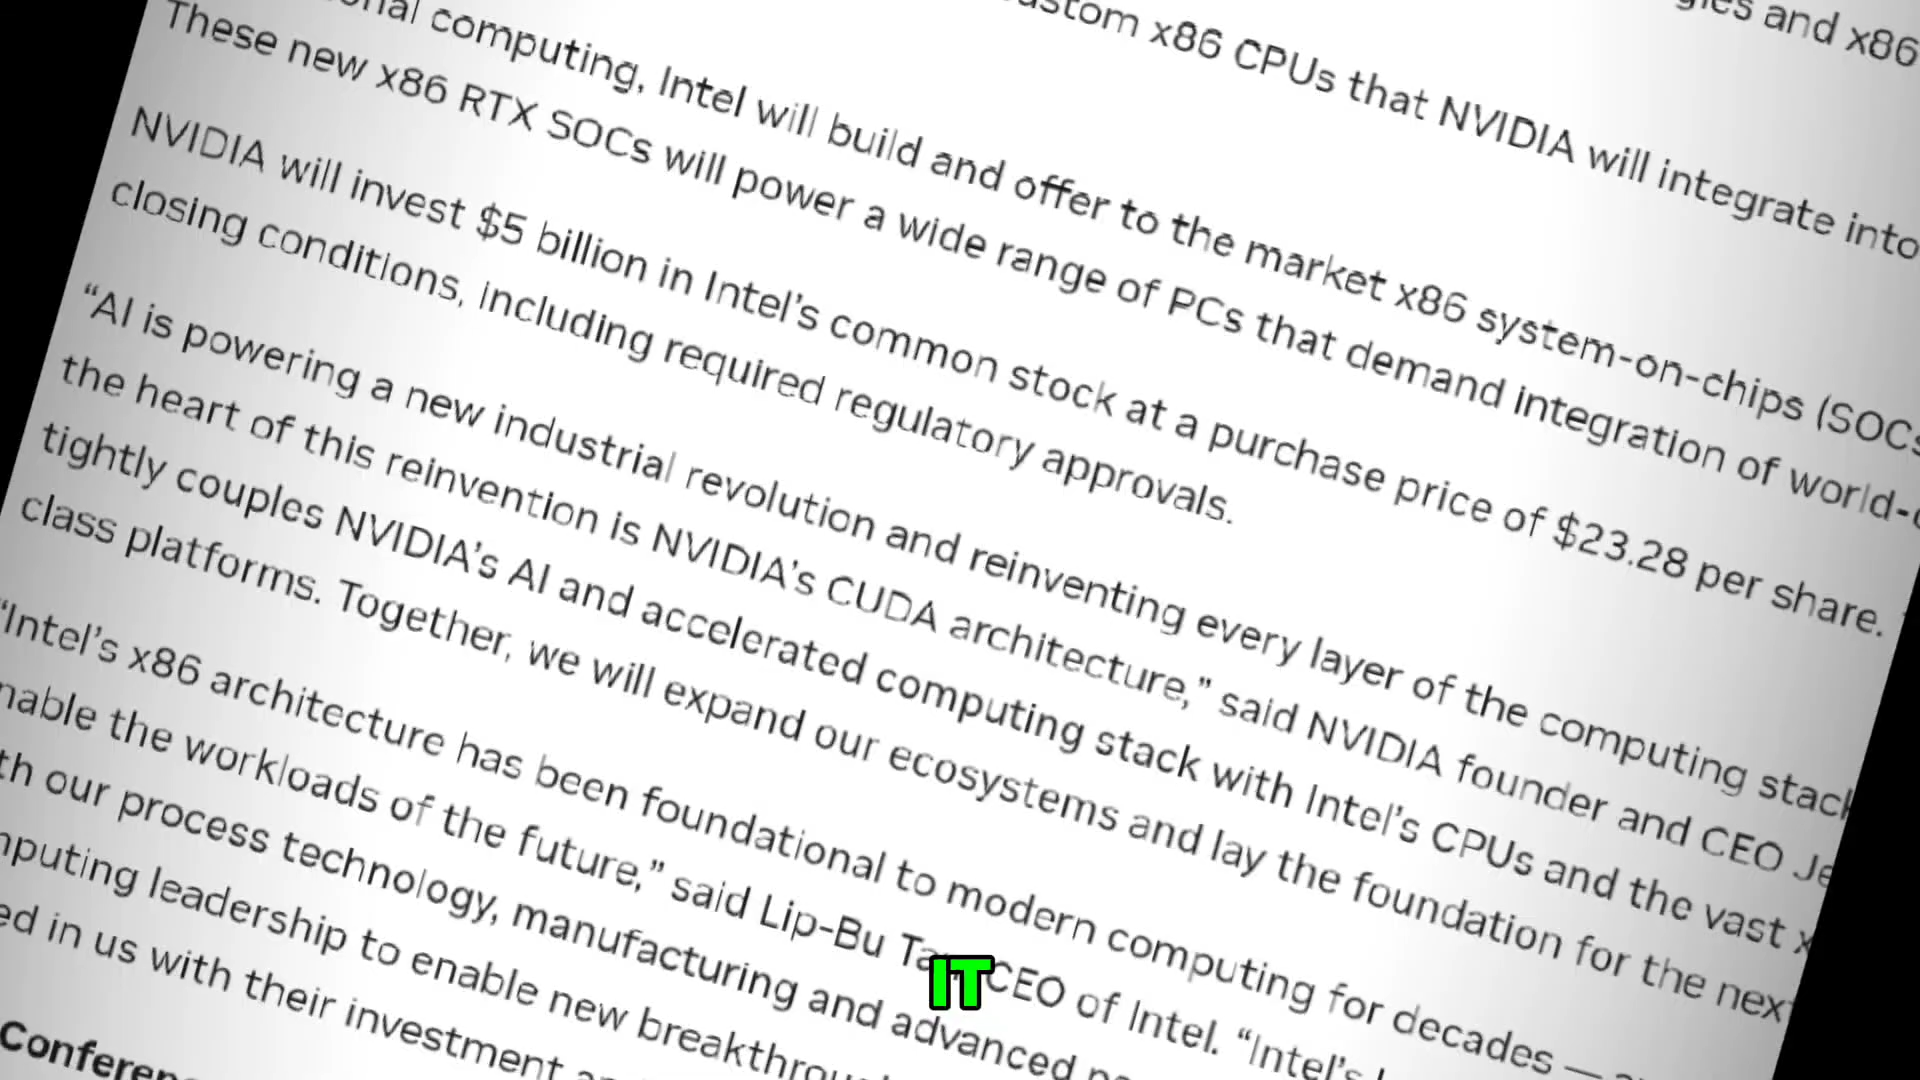 gies and x86
custom x86 CPUs that NVIDIA will integrate into
computing, Intel will build and offer to the market x86 system-on-chips (SOCs
These new x86 RTX SOCs will power a wide range of PCs that demand integration of world-
NVIDIA will invest $5 billion in Intel’s common stock at a purchase price of $23.28 per share.
closing conditions, including required regulatory approvals.
“AI is powering a new industrial revolution and reinventing every layer of the computing stack
the heart of this reinvention is NVIDIA’s CUDA architecture,” said NVIDIA founder and CEO Je
tightly couples NVIDIA’s AI and accelerated computing stack with Intel’s CPUs and the vast x
class platforms. Together, we will expand our ecosystems and lay the foundation for the next
“Intel’s x86 architecture has been foundational to modern computing for decades —
nable the workloads of the future,” said Lip-Bu Ta CEO of Intel. “Intel’s
th our process technology, manufacturing and advanced
mputing leadership to enable new breakthrou
ed in us with their investment
Conferen
IT